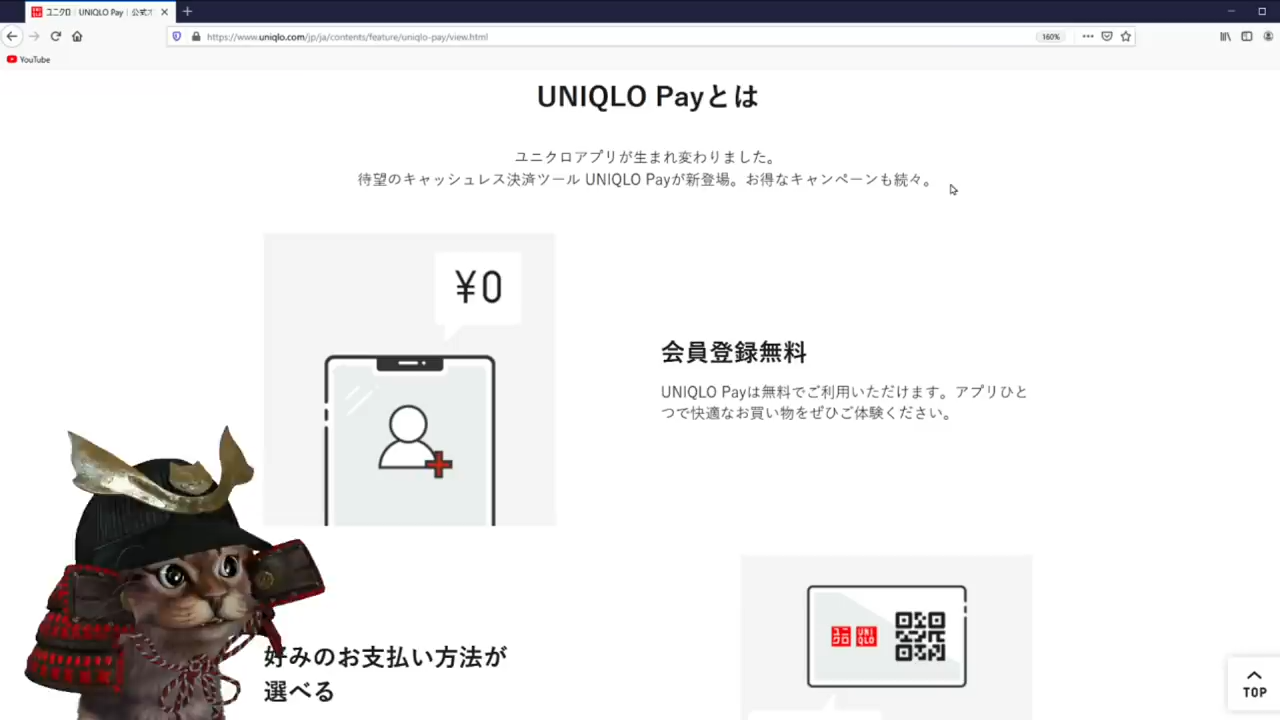 ユニクロ｜UNIQLO Pay｜公式オ
https://www.uniqlo.com/jp/ja/contents/feature/uniqlo-pay/view.html
160%
YouTube
UNIQLO Payとは
ユニクロアプリが生まれ変わりました。
待望のキャッシュレス決済ツール UNIQLO Payが新登場。お得なキャンペーンも続々。
¥0
会員登録無料
UNIQLO Payは無料でご利用いただけます。アプリひと
つで快適なお買い物をぜひご体験ください。
好みのお支払い方法が
選べる
ユニ
クロ
UNI
QLO
TOP